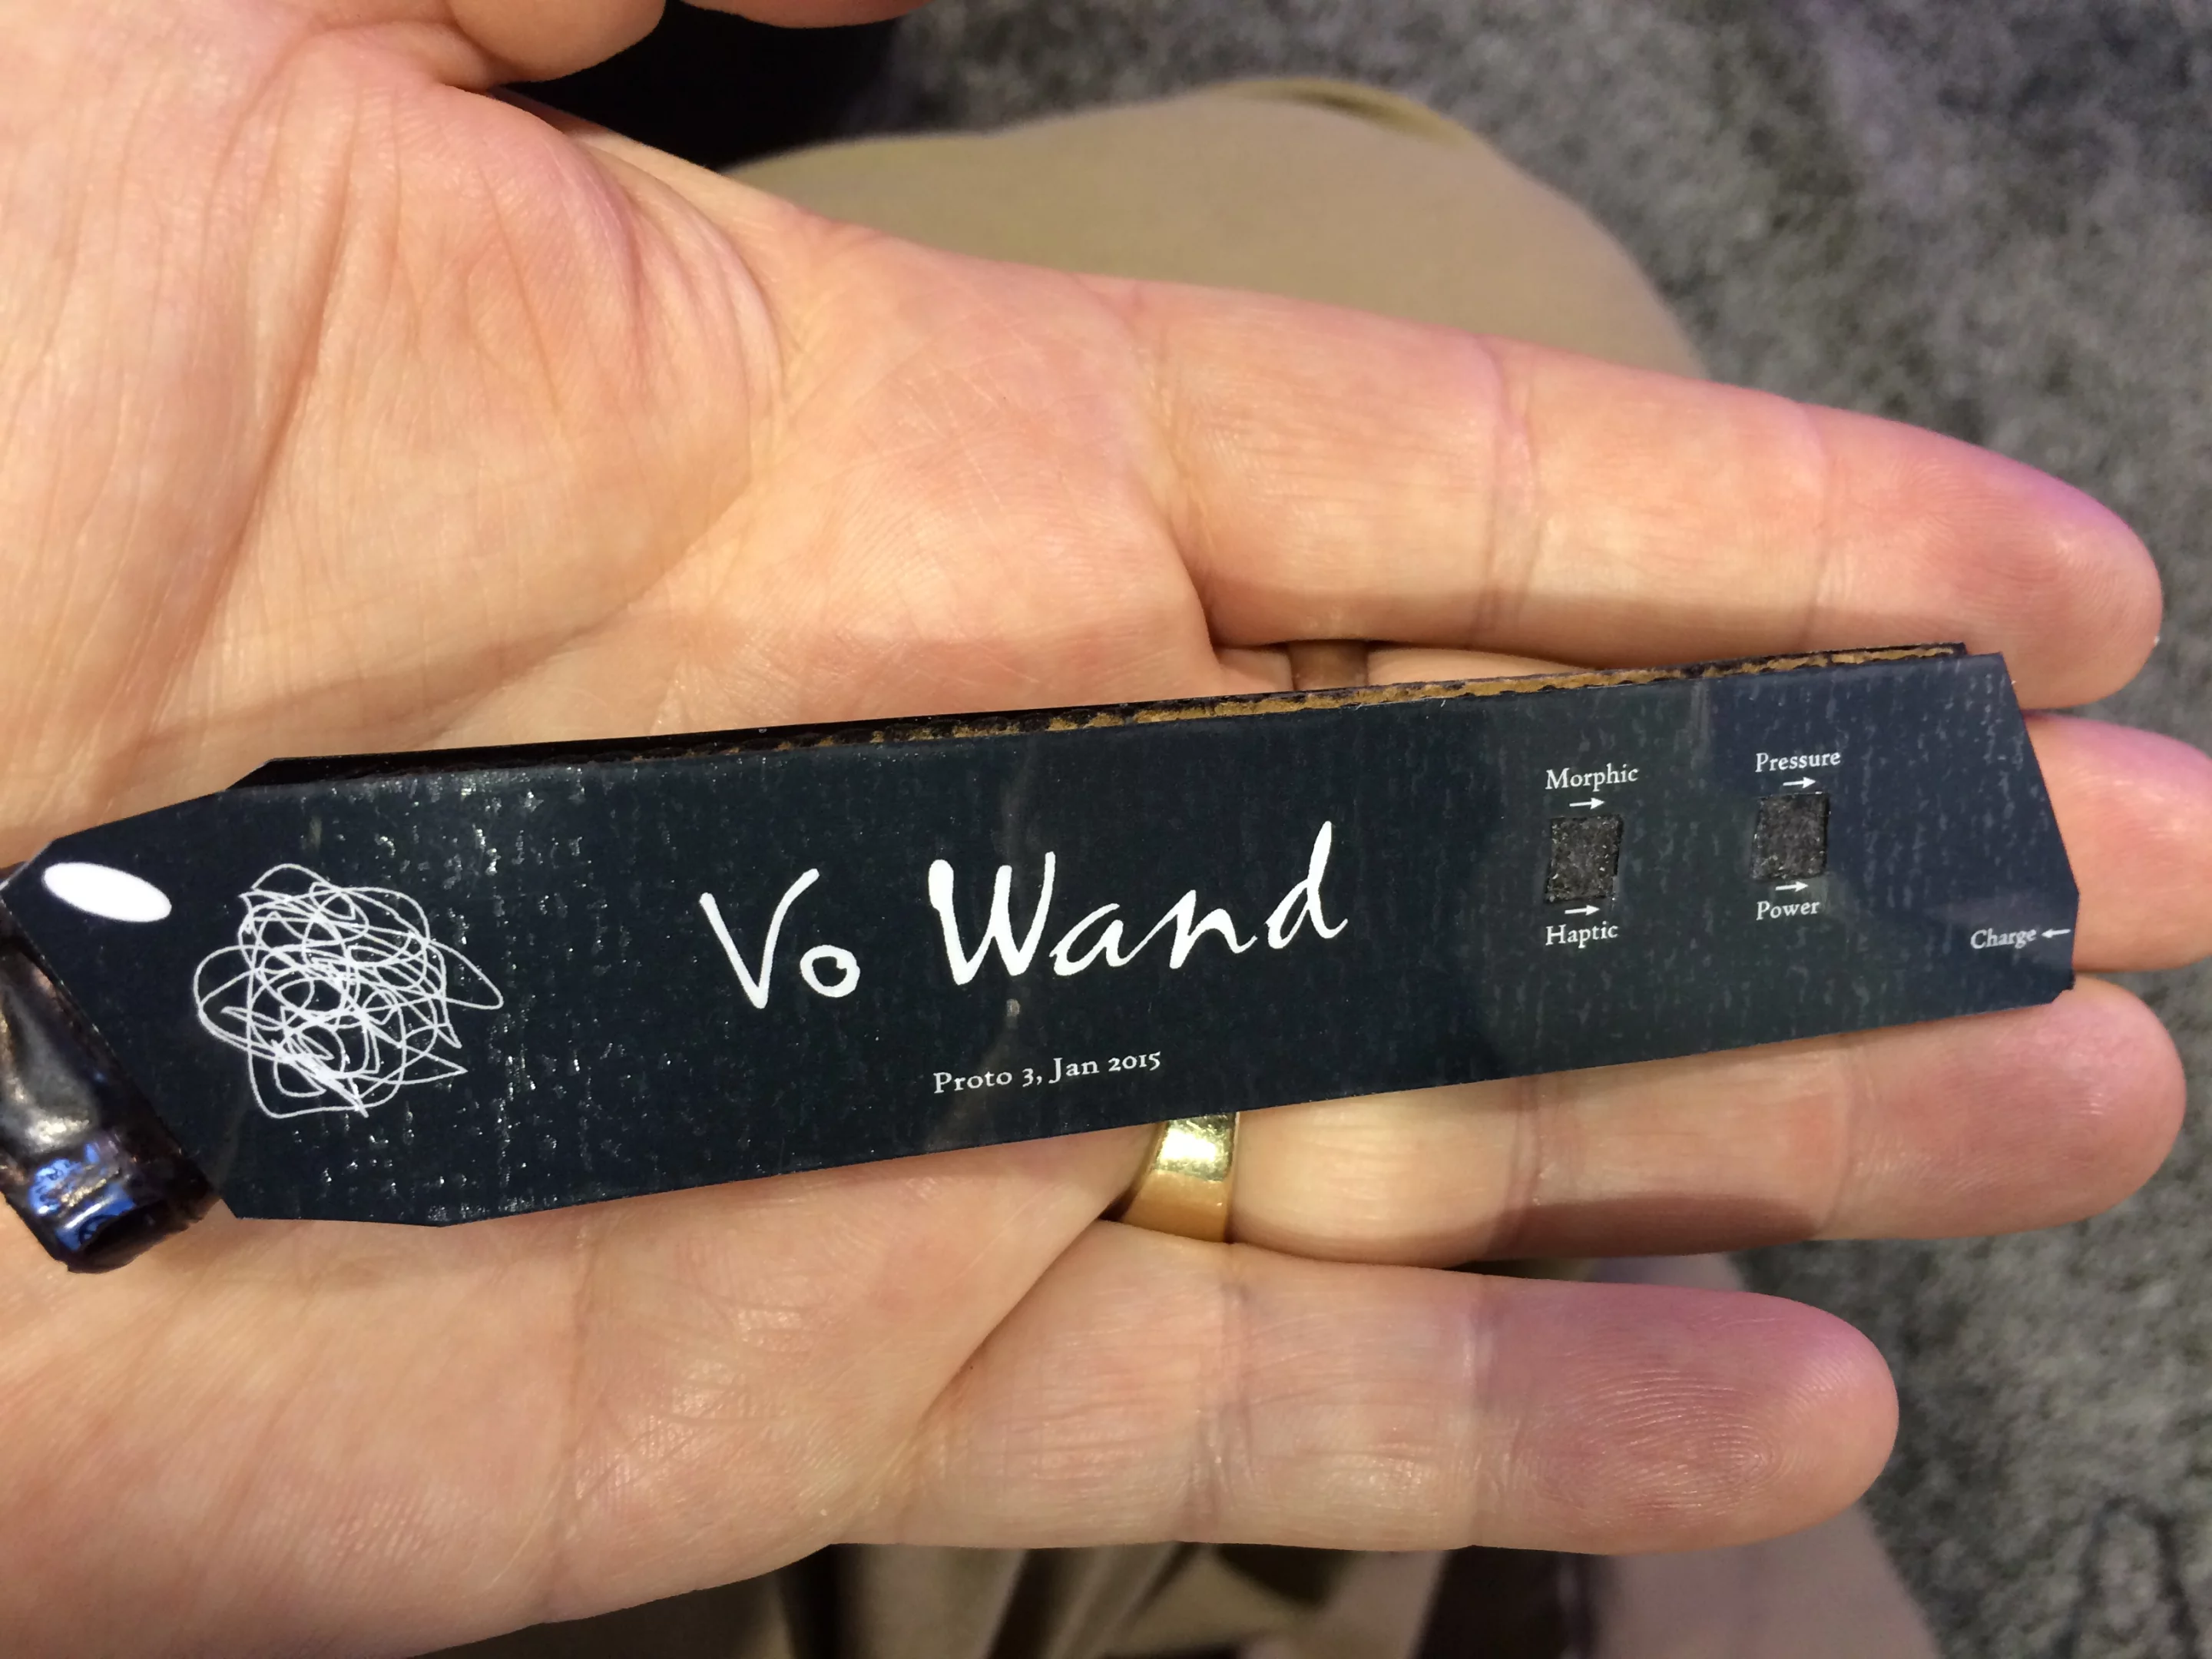 Vo Wand
Proto 3, Jan 2015
Morphic →
→ Haptic
Pressure →
→ Power
Charge ←